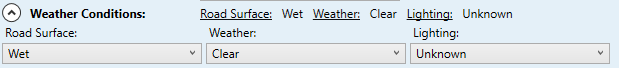 Weather Conditions: Road Surface: Wet Weather: Clear Lighting: Unknown
Road Surface: Weather: Lighting:
Wet Clear Unknown